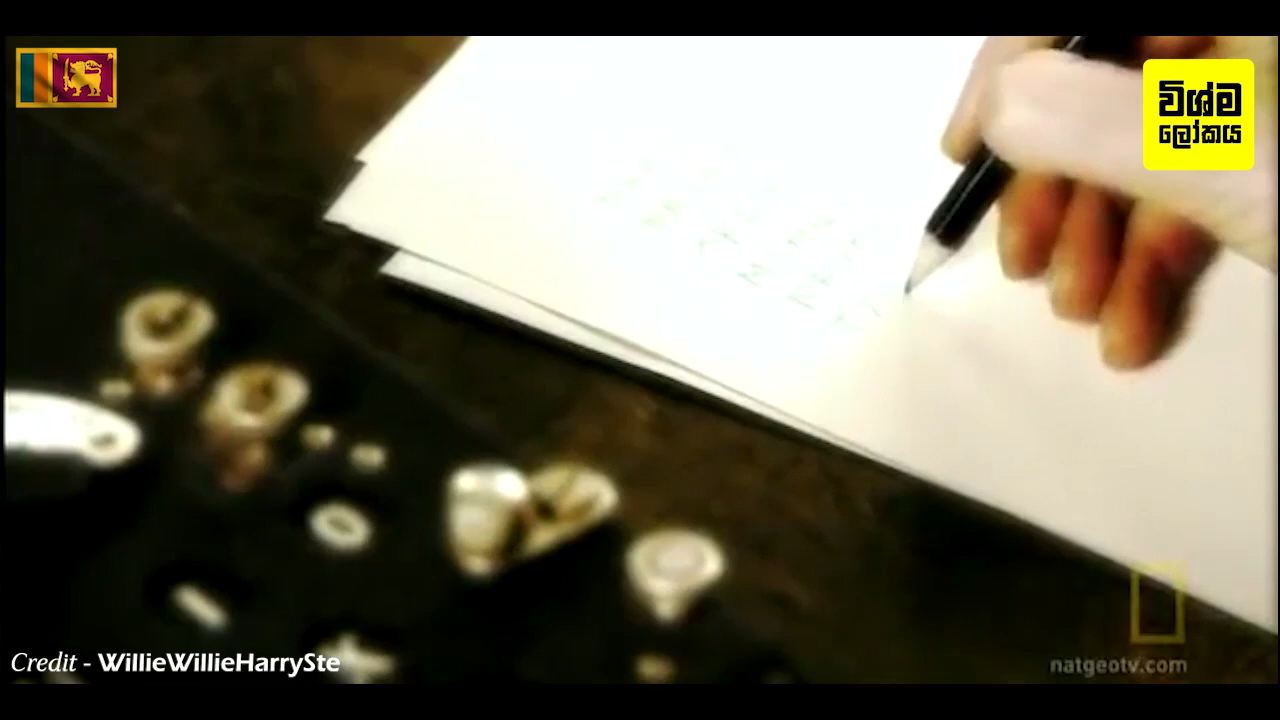 විශ්ම
ලෝකය
Credit - WillieWillieHarrySte
natgeotv.com